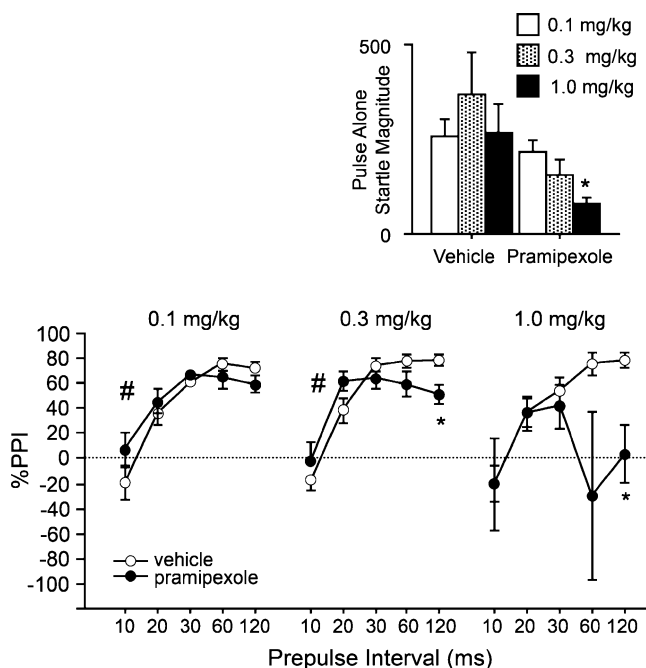 0.1 mg/kg
0.3 mg/kg
1.0 mg/kg
500
0
Pulse Alone
Startle Magnitude
*
Vehicle Pramipexole
0.1 mg/kg 0.3 mg/kg 1.0 mg/kg
100
80
60
40
20
0
-20
-40
-60
-80
-100
%PPI
# #
* *
vehicle
pramipexole
10 20 30 60 120 10 20 30 60 120 10 20 30 60 120
Prepulse Interval (ms)